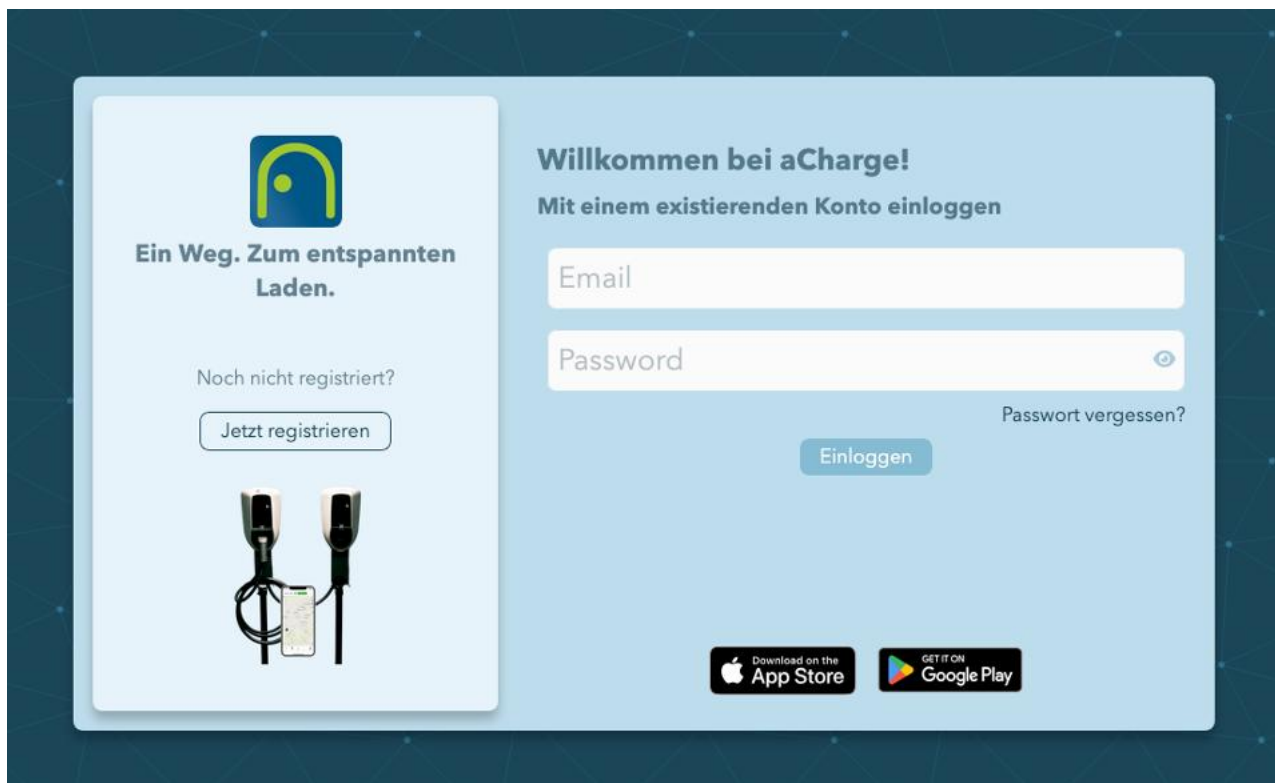 Ein Weg. Zum entspannten
Laden.
Noch nicht registriert?
Jetzt registrieren
Willkommen bei aCharge!
Mit einem existierenden Konto einloggen
Email
Password
Passwort vergessen?
Einloggen
Download on the
App Store
GET IT ON
Google Play